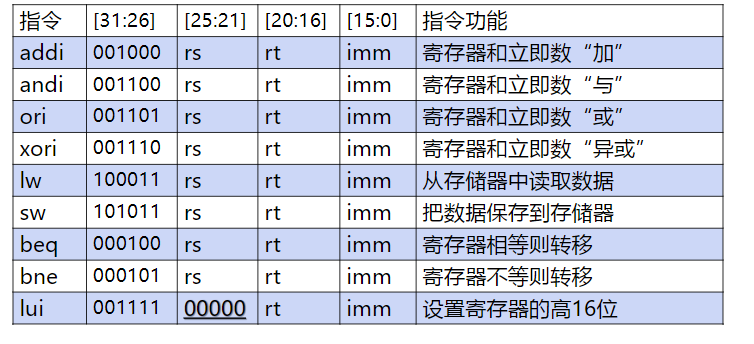 指令 [31:26] [25:21] [20:16] [15:0] 指令功能
addi 001000 rs rt imm 寄存器和立即数“加”
andi 001100 rs rt imm 寄存器和立即数“与”
ori 001101 rs rt imm 寄存器和立即数“或”
xori 001110 rs rt imm 寄存器和立即数“异或”
lw 100011 rs rt imm 从存储器中读取数据
sw 101011 rs rt imm 把数据保存到存储器
beq 000100 rs rt imm 寄存器相等则转移
bne 000101 rs rt imm 寄存器不等则转移
lui 001111 00000 rt imm 设置寄存器的高16位